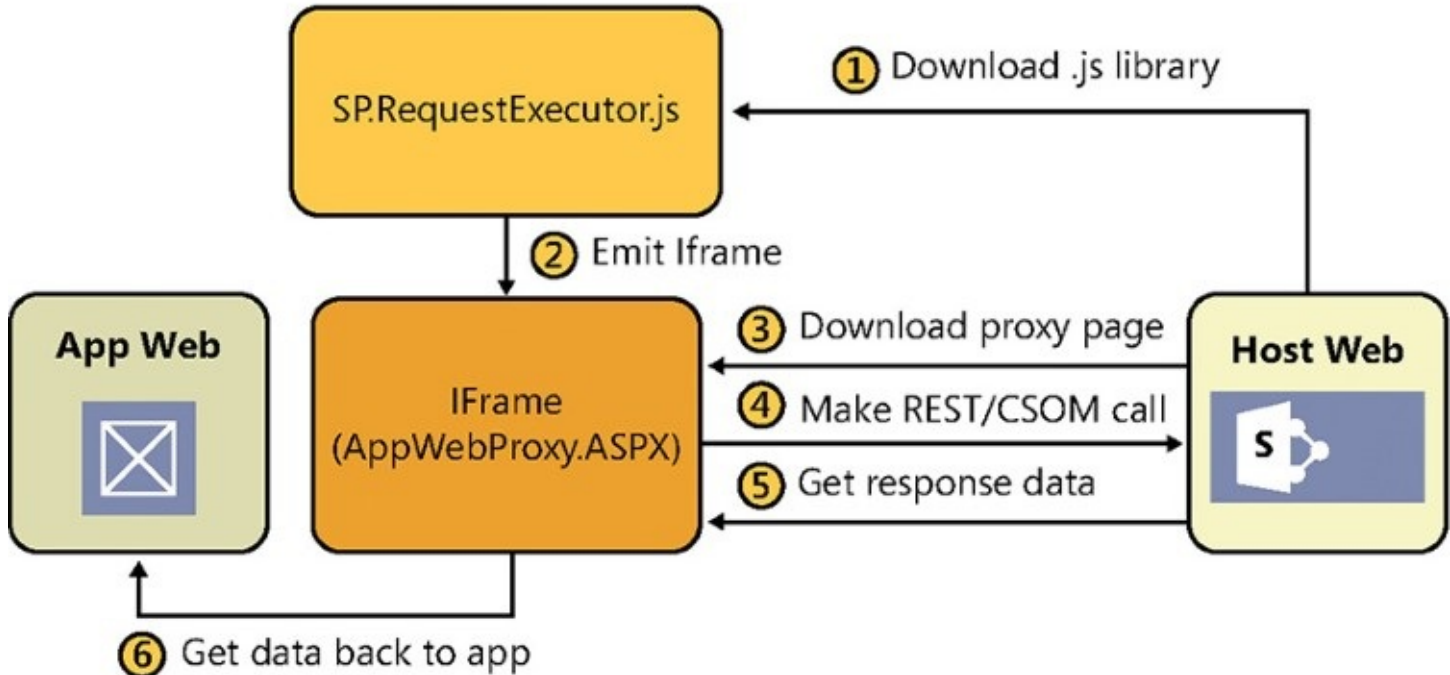 SP.RequestExecutor.js
1 Download .js library
2 Emit Iframe
App Web
IFrame
(AppWebProxy.ASPX)
3 Download proxy page
4 Make REST/CSOM call
5 Get response data
Host Web
S
6 Get data back to app